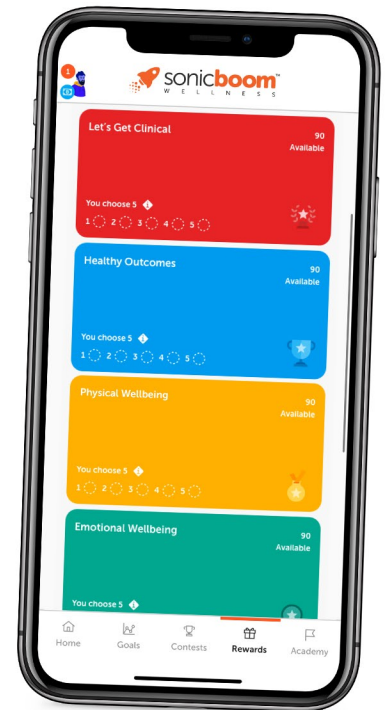 1
sonicboom™
WELLNESS
Let's Get Clinical
90
Available
You choose 5 i
1 2 3 4 5
Healthy Outcomes
90
Available
You choose 5 i
1 2 3 4 5
Physical Wellbeing
90
Available
You choose 5 i
1 2 3 4 5
Emotional Wellbeing
90
Available
You choose 5 i
Home Goals Contests Rewards Academy